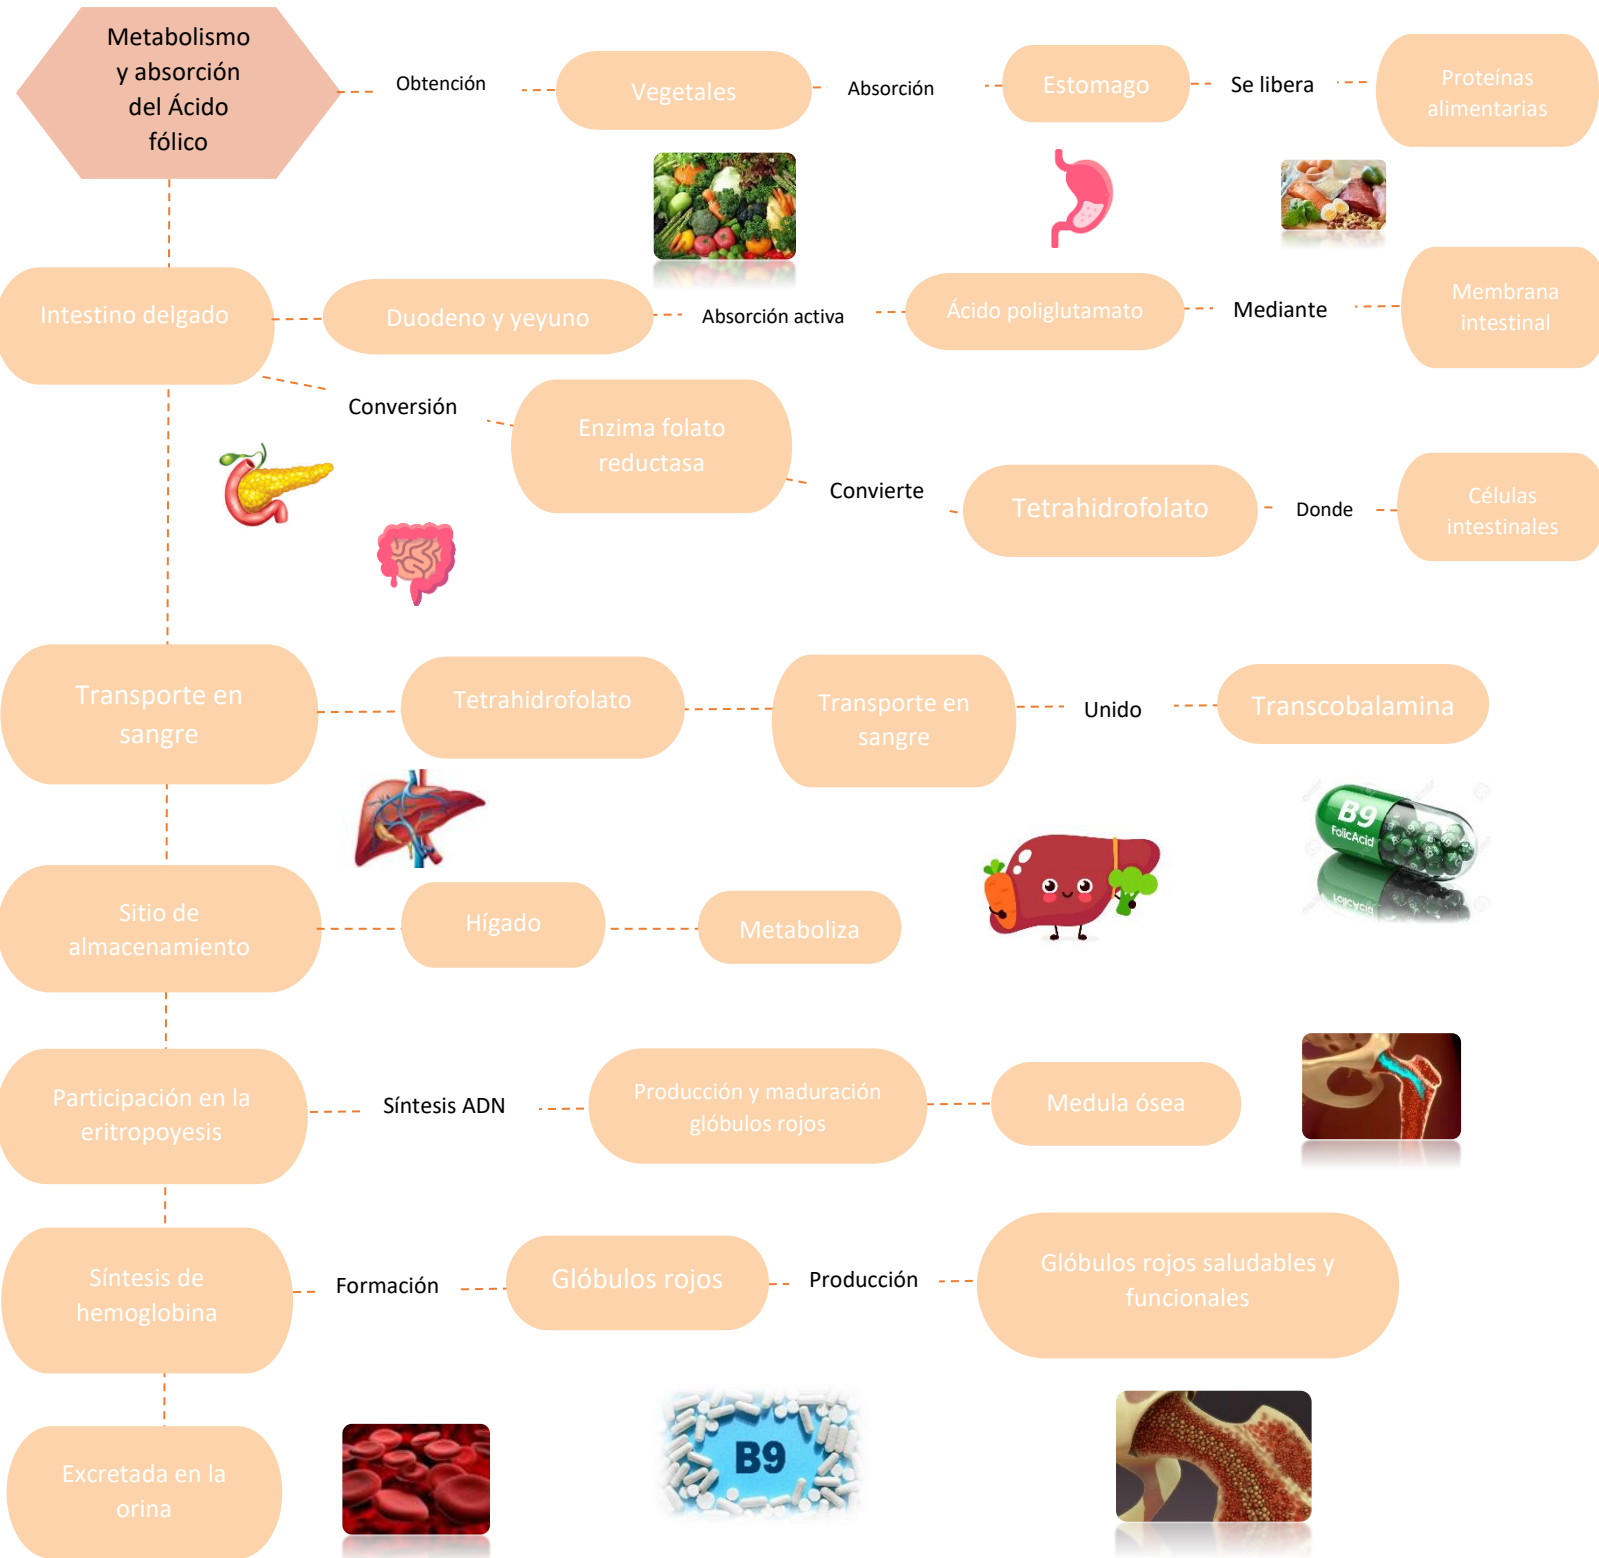 Metabolismo
y absorción
del Ácido
fólico
Obtención
Vegetales
Absorción
Estomago
Se libera
Proteínas
alimentarias
Intestino delgado
Duodeno y yeyuno
Absorción activa
Ácido poliglutamato
Mediante
Membrana
intestinal
Conversión
Enzima folato
reductasa
Convierte
Tetrahidrofolato
Donde
Células
intestinales
Transporte en
sangre
Tetrahidrofolato
Transporte en
sangre
Unido
Transcobalamina
B9
FolicAcid
Sitio de
almacenamiento
Hígado
Metaboliza
Participación en la
eritropoyesis
Síntesis ADN
Producción y maduración
glóbulos rojos
Medula ósea
Síntesis de
hemoglobina
Formación
Glóbulos rojos
Producción
Glóbulos rojos saludables y
funcionales
Excretada en la
orina
B9